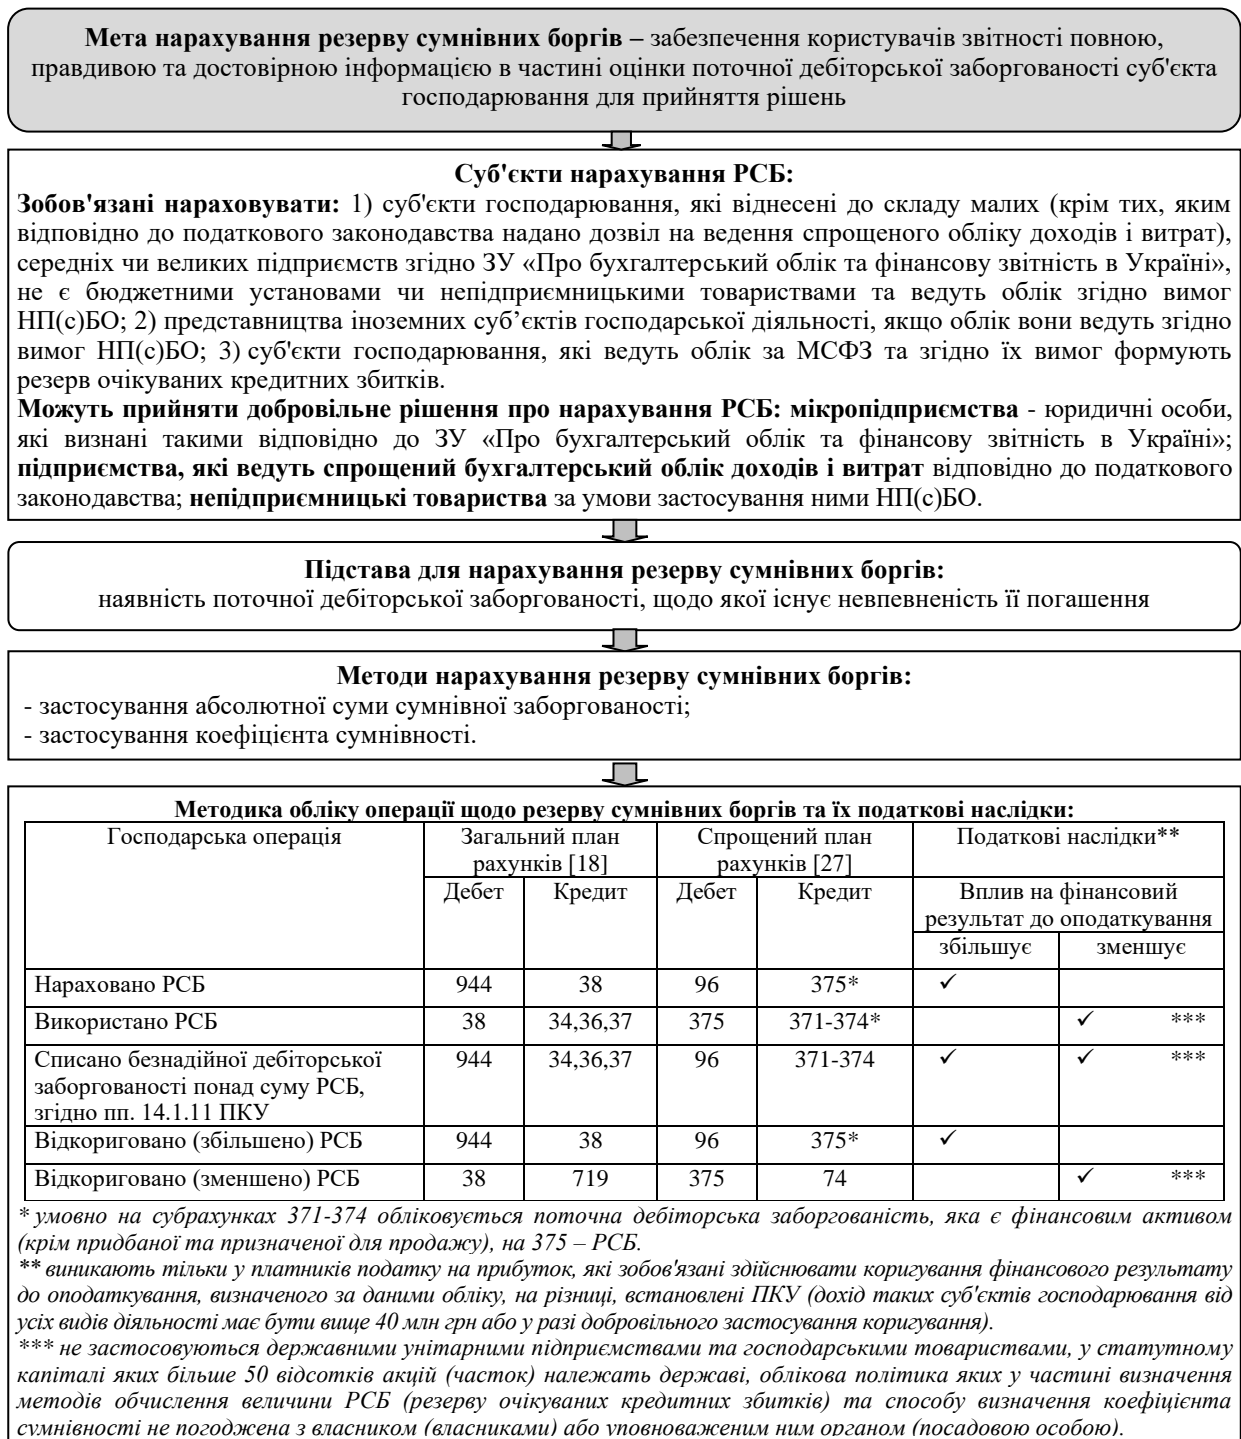 Мета нарахування резерву сумнівних боргів – забезпечення користувачів звітності повною,
правдивою та достовірною інформацією в частині оцінки поточної дебіторської заборгованості суб'єкта
господарювання для прийняття рішень
Суб'єкти нарахування РСБ:
Зобов'язані нараховувати: 1) суб'єкти господарювання, які віднесені до складу малих (крім тих, яким
відповідно до податкового законодавства надано дозвіл на ведення спрощеного обліку доходів і витрат),
середніх чи великих підприємств згідно ЗУ «Про бухгалтерський облік та фінансову звітність в Україні»,
не є бюджетними установами чи непідприємницькими товариствами та ведуть облік згідно вимог
НП(с)БО; 2) представництва іноземних суб’єктів господарської діяльності, якщо облік вони ведуть згідно
вимог НП(с)БО; 3) суб'єкти господарювання, які ведуть облік за МСФЗ та згідно їх вимог формують
резерв очікуваних кредитних збитків.
Можуть прийняти добровільне рішення про нарахування РСБ: мікропідприємства - юридичні особи,
які визнані такими відповідно до ЗУ «Про бухгалтерський облік та фінансову звітність в Україні»;
підприємства, які ведуть спрощений бухгалтерський облік доходів і витрат відповідно до податкового
законодавства; непідприємницькі товариства за умови застосування ними НП(с)БО.
Підстава для нарахування резерву сумнівних боргів:
наявність поточної дебіторської заборгованості, щодо якої існує невпевненість її погашення
Методи нарахування резерву сумнівних боргів:
- застосування абсолютної суми сумнівної заборгованості;
- застосування коефіцієнта сумнівності.
Методика обліку операції щодо резерву сумнівних боргів та їх податкові наслідки:
Господарська операція Загальний план Спрощений план Податкові наслідки**
рахунків [18] рахунків [27]
Дебет Кредит Дебет Кредит Вплив на фінансовий
результат до оподаткування
збільшує зменшує
Нараховано РСБ 944 38 96 375* ✓
Використано РСБ 38 34,36,37 375 371-374* ✓ ***
Списано безнадійної дебіторської 944 34,36,37 96 371-374 ✓ ✓ ***
заборгованості понад суму РСБ,
згідно пп. 14.1.11 ПКУ
Відкориговано (збільшено) РСБ 944 38 96 375* ✓
Відкориговано (зменшено) РСБ 38 719 375 74 ✓ ***
* умовно на субрахунках 371-374 обліковується поточна дебіторська заборгованість, яка є фінансовим активом
(крім придбаної та призначеної для продажу), на 375 – РСБ.
** виникають тільки у платників податку на прибуток, які зобов'язані здійснювати коригування фінансового результату
до оподаткування, визначеного за даними обліку, на різниці, встановлені ПКУ (дохід таких суб'єктів господарювання від
усіх видів діяльності має бути вище 40 млн грн або у разі добровільного застосування коригування).
*** не застосовуються державними унітарними підприємствами та господарськими товариствами, у статутному
капіталі яких більше 50 відсотків акцій (часток) належать державі, облікова політика яких у частині визначення
методів обчислення величини РСБ (резерву очікуваних кредитних збитків) та способу визначення коефіцієнта
сумнівності не погоджена з власником (власниками) або уповноваженим ним органом (посадовою особою).